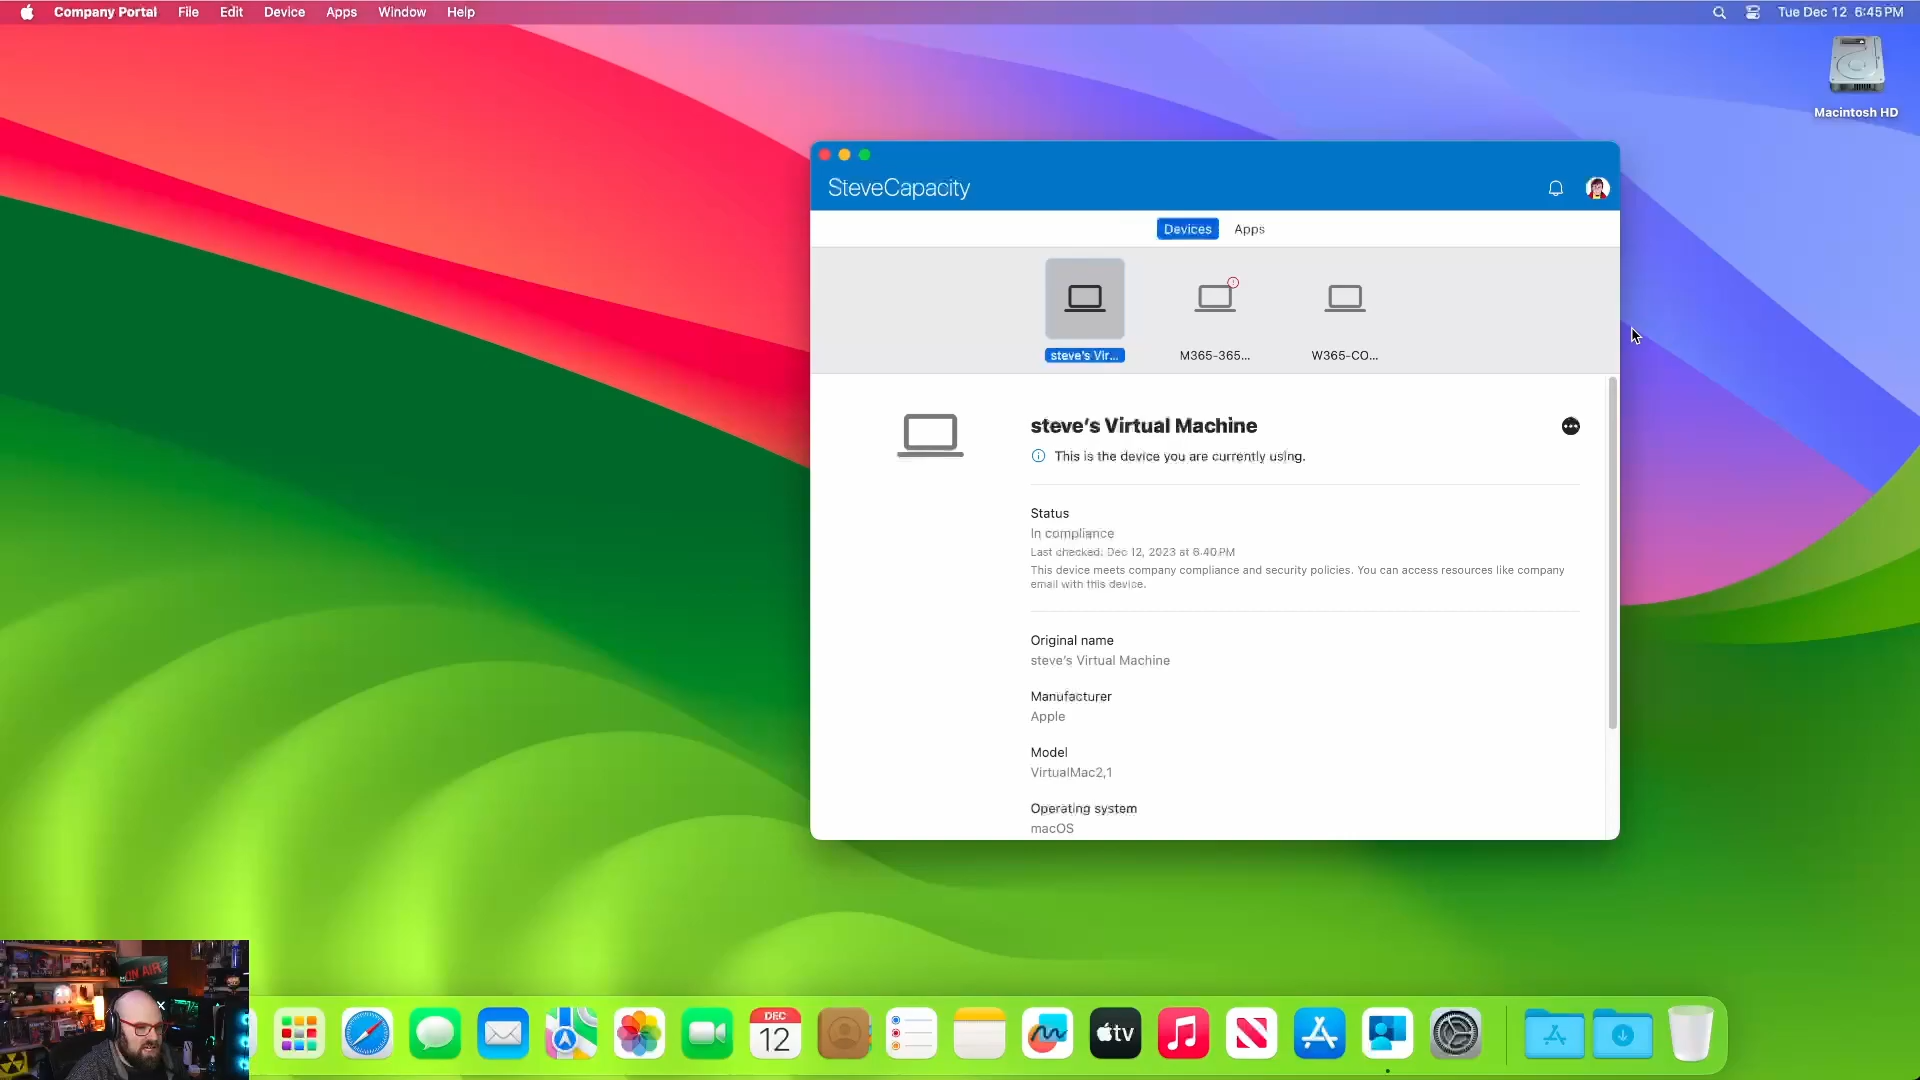 Company Portal File Edit Device Apps Window Help
Tue Dec 12 6:45 PM
Macintosh HD
SteveCapacity
Devices Apps
steve's Vir...
M365-365...
W365-CO...
steve's Virtual Machine
This is the device you are currently using.
Status
In compliance
Last checked: Dec 12, 2023 at 6:40 PM
This device meets company compliance and security policies. You can access resources like company
email with this device.
Original name
steve's Virtual Machine
Manufacturer
Apple
Model
VirtualMac2,1
Operating system
macOS
ON AIR
DEC
12
tv